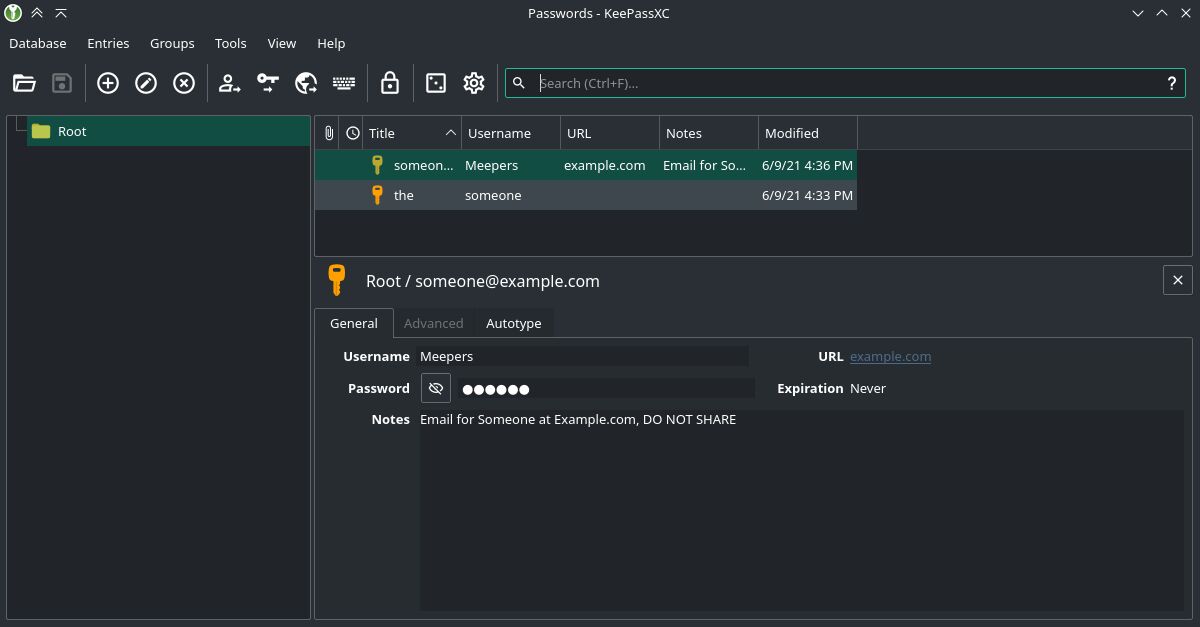 Passwords - KeePassXC
Database Entries Groups Tools View Help
Search (Ctrl+F)... ?
Root
Title Username URL Notes Modified
someon... Meepers example.com Email for So... 6/9/21 4:36 PM
the someone 6/9/21 4:33 PM
Root / someone@example.com
General Advanced Autotype
Username Meepers URL example.com
Password ●●●●●● Expiration Never
Notes Email for Someone at Example.com, DO NOT SHARE